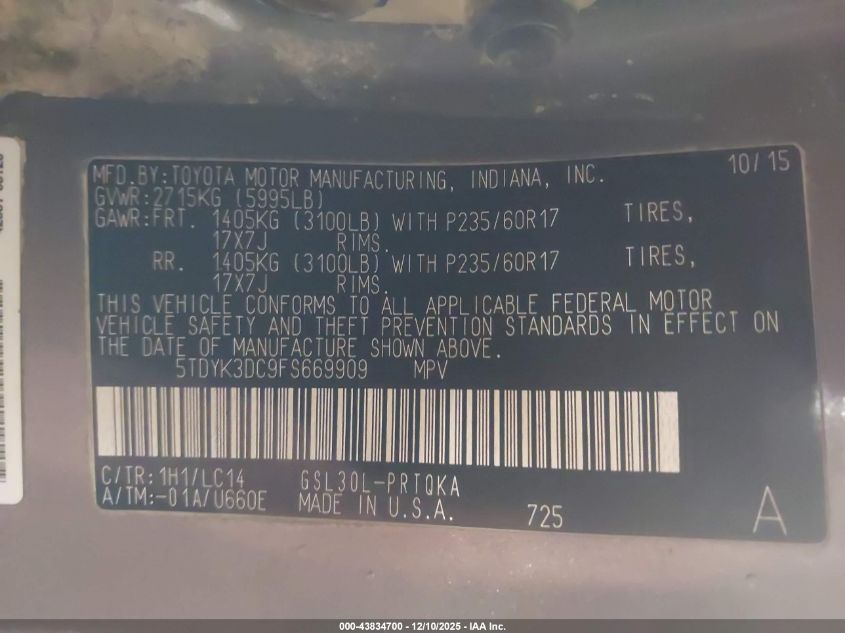 MFD.BY:TOYOTA MOTOR MANUFACTURING, INDIANA, INC. 10/15
GVWR:2715KG (5995LB)
GAWR:FRT. 1405KG (3100LB) WITH P235/60R17 TIRES,
17X7J RIMS.
RR. 1405KG (3100LB) WITH P235/60R17 TIRES,
17X7J RIMS.
THIS VEHICLE CONFORMS TO ALL APPLICABLE FEDERAL MOTOR
VEHICLE SAFETY AND THEFT PREVENTION STANDARDS IN EFFECT ON
THE DATE OF MANUFACTURE SHOWN ABOVE.
5TDYK3DC9FS669909 MPV
C/TR:1H1/LC14 GSL30L-PRTQKA
A/TM:-01A/U660E MADE IN U.S.A. 725 A
000-43834700 - 12/10/2025 - IAA Inc.